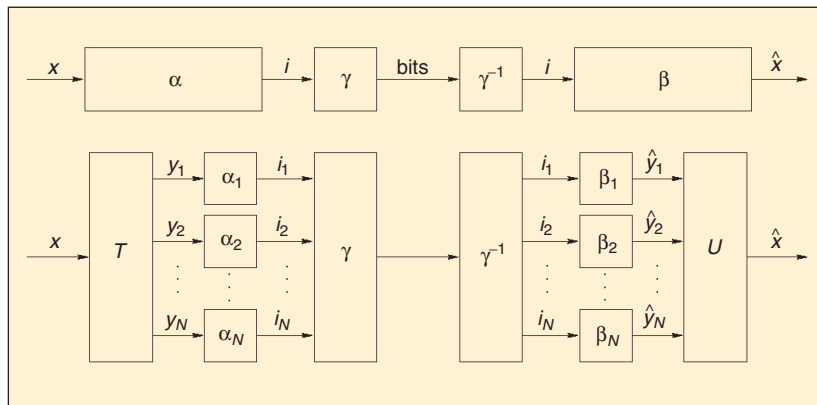 x α i γ bits γ⁻¹ i β x̂
x T y₁ α₁ i₁ γ γ⁻¹ i₁ β₁ ŷ₁ U x̂
y₂ α₂ i₂ i₂ β₂ ŷ₂
y_N α_N i_N i_N β_N ŷ_N